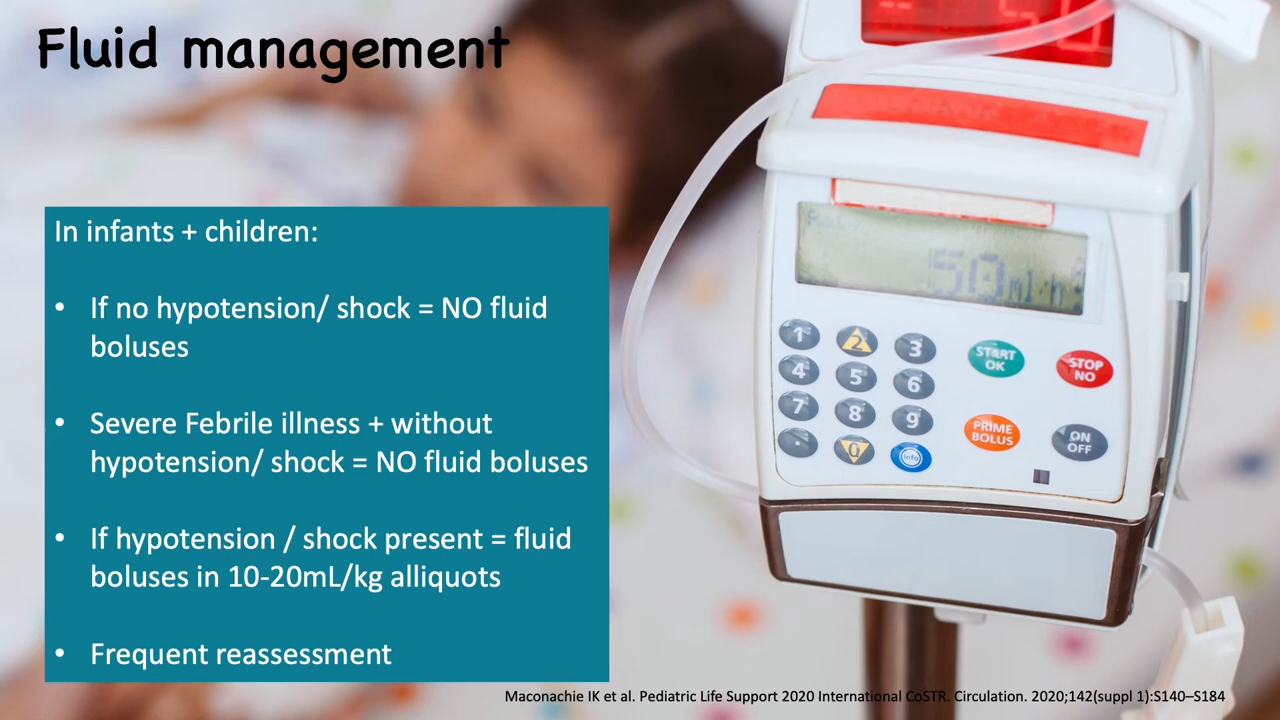 Fluid management
In infants + children:
• If no hypotension/ shock = NO fluid
boluses
• Severe Febrile illness + without
hypotension/ shock = NO fluid boluses
• If hypotension / shock present = fluid
boluses in 10-20mL/kg alliquots
• Frequent reassessment
50 ml/h
1 2 3
START
OK
STOP
NO
4 5 6
7 8 9
PRIME
BOLUS
ON
OFF
. 0 info
Maconachie IK et al. Pediatric Life Support 2020 International CoSTR. Circulation. 2020;142(suppl 1):S140–S184